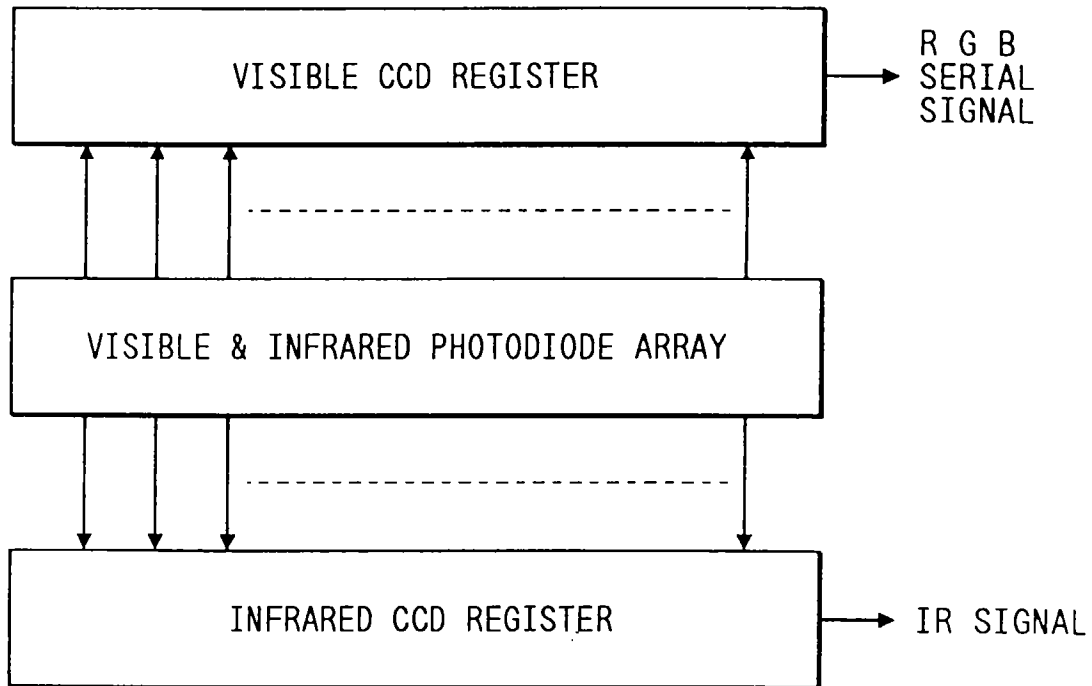 VISIBLE CCD REGISTER
R G B
SERIAL
SIGNAL
VISIBLE & INFRARED PHOTODIODE ARRAY
INFRARED CCD REGISTER
IR SIGNAL